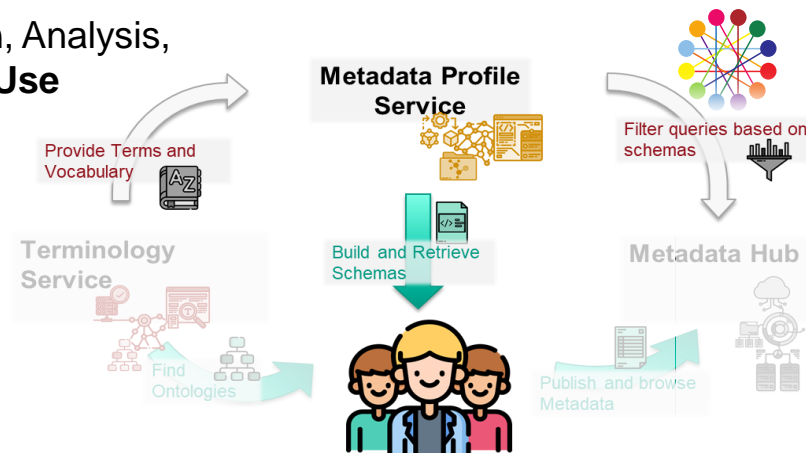 , Analysis,
Use
Metadata Profile
Service
Provide Terms and
Vocabulary
AZ
Filter queries based on
schemas
Terminology
Service
Build and Retrieve
Schemas
Metadata Hub
Find
Ontologies
Publish and browse
Metadata